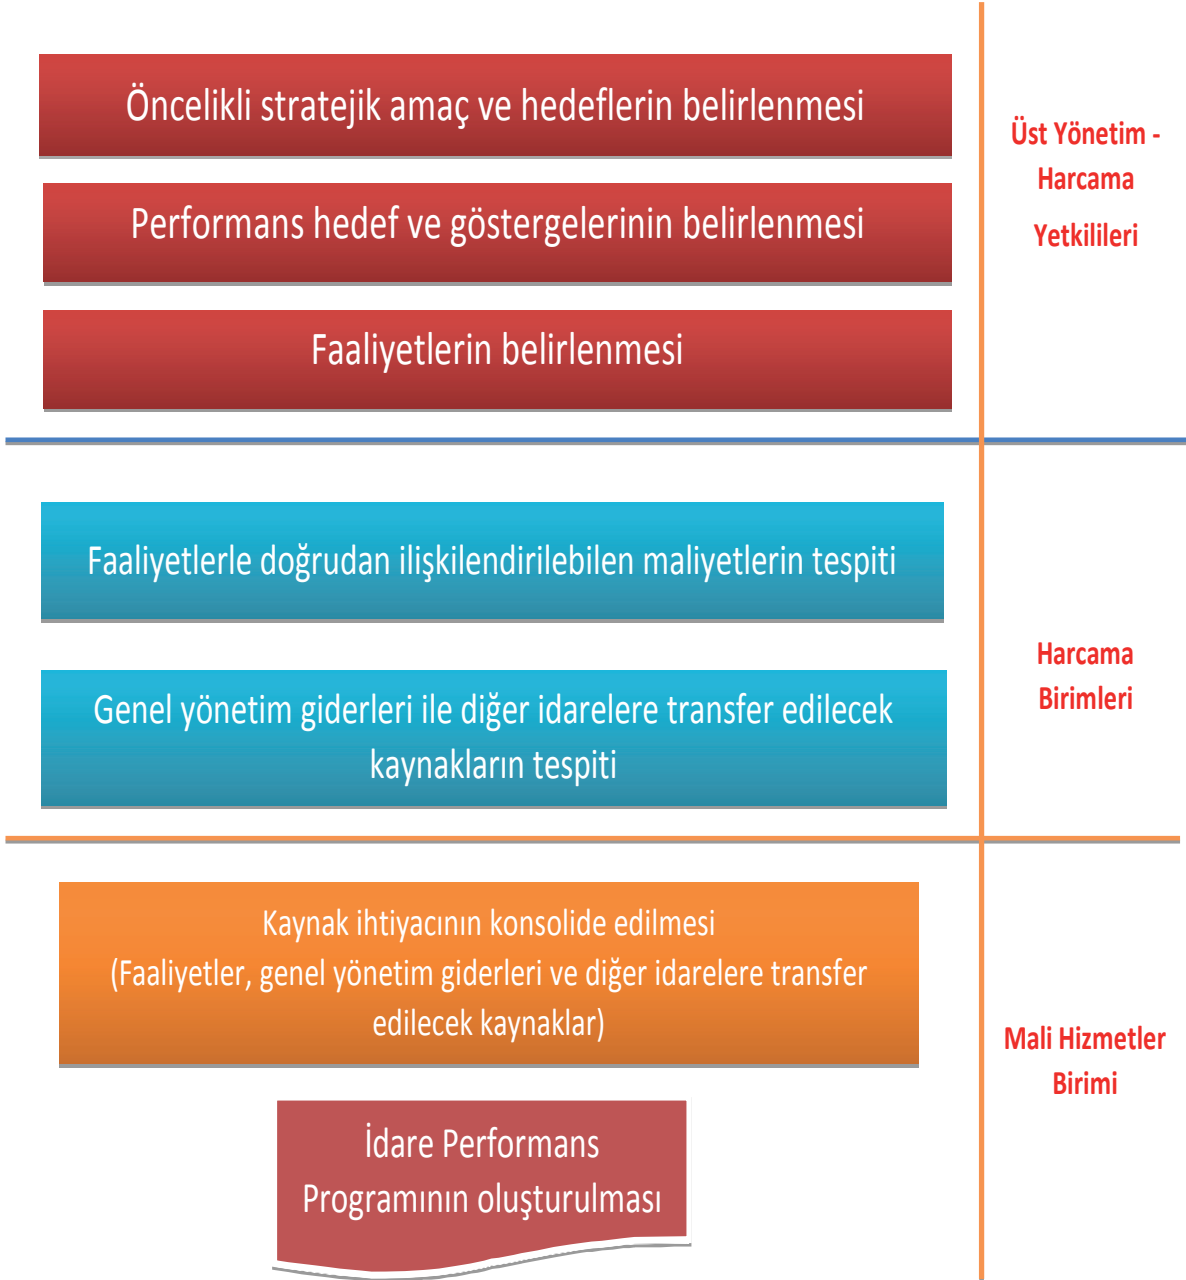 Öncelikli stratejik amaç ve hedeflerin belirlenmesi
Performans hedef ve göstergelerinin belirlenmesi
Faaliyetlerin belirlenmesi
Üst Yönetim -
Harcama
Yetkilileri
Faaliyetlerle doğrudan ilişkilendirilebilen maliyetlerin tespiti
Genel yönetim giderleri ile diğer idarelere transfer edilecek
kaynakların tespiti
Harcama
Birimleri
Kaynak ihtiyacının konsolide edilmesi
(Faaliyetler, genel yönetim giderleri ve diğer idarelere transfer
edilecek kaynaklar)
İdare Performans
Programının oluşturulması
Mali Hizmetler
Birimi